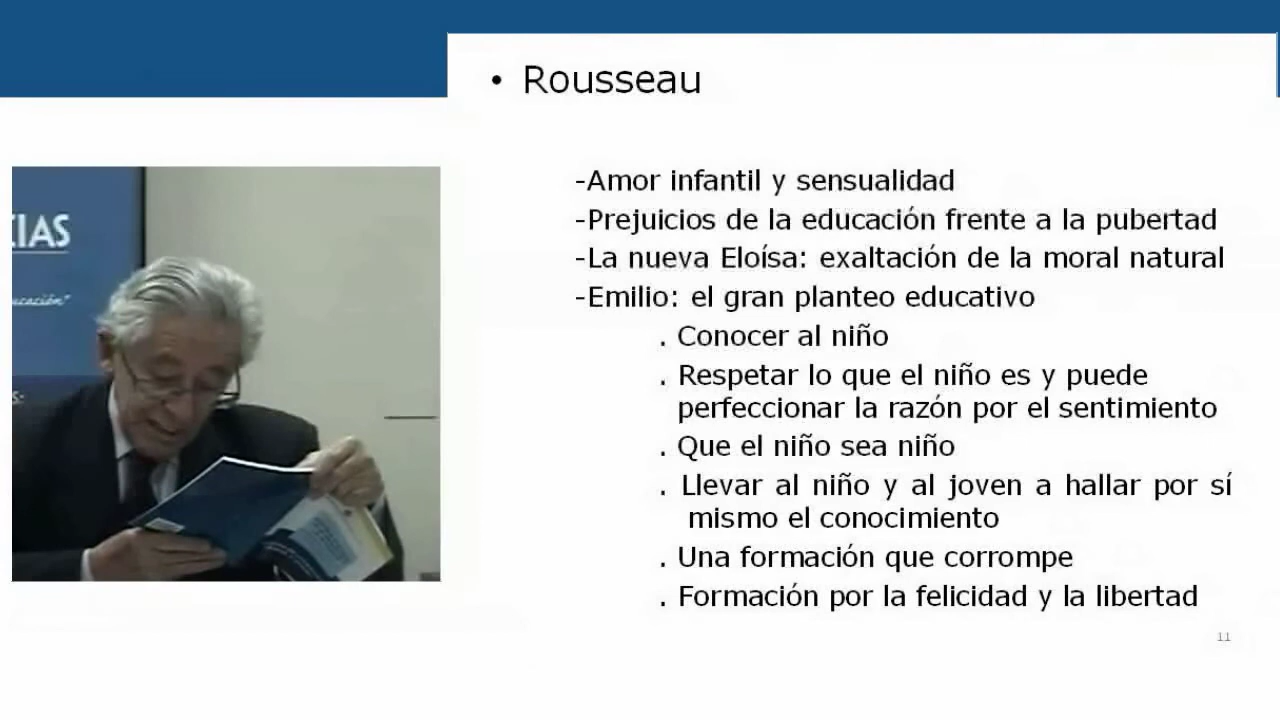 • Rousseau
-Amor infantil y sensualidad
-Prejuicios de la educación frente a la pubertad
-La nueva Eloísa: exaltación de la moral natural
-Emilio: el gran planteo educativo
. Conocer al niño
. Respetar lo que el niño es y puede
perfeccionar la razón por el sentimiento
. Que el niño sea niño
. Llevar al niño y al joven a hallar por sí
mismo el conocimiento
. Una formación que corrompe
. Formación por la felicidad y la libertad
11
CIAS
ucación"
S: